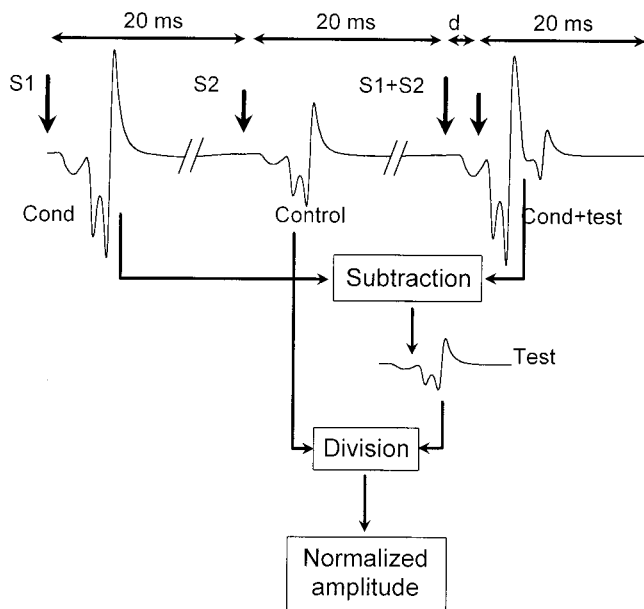 20 ms 20 ms d 20 ms
S1 S2 S1+S2
Cond Control Cond+test
Subtraction
Test
Division
Normalized
amplitude